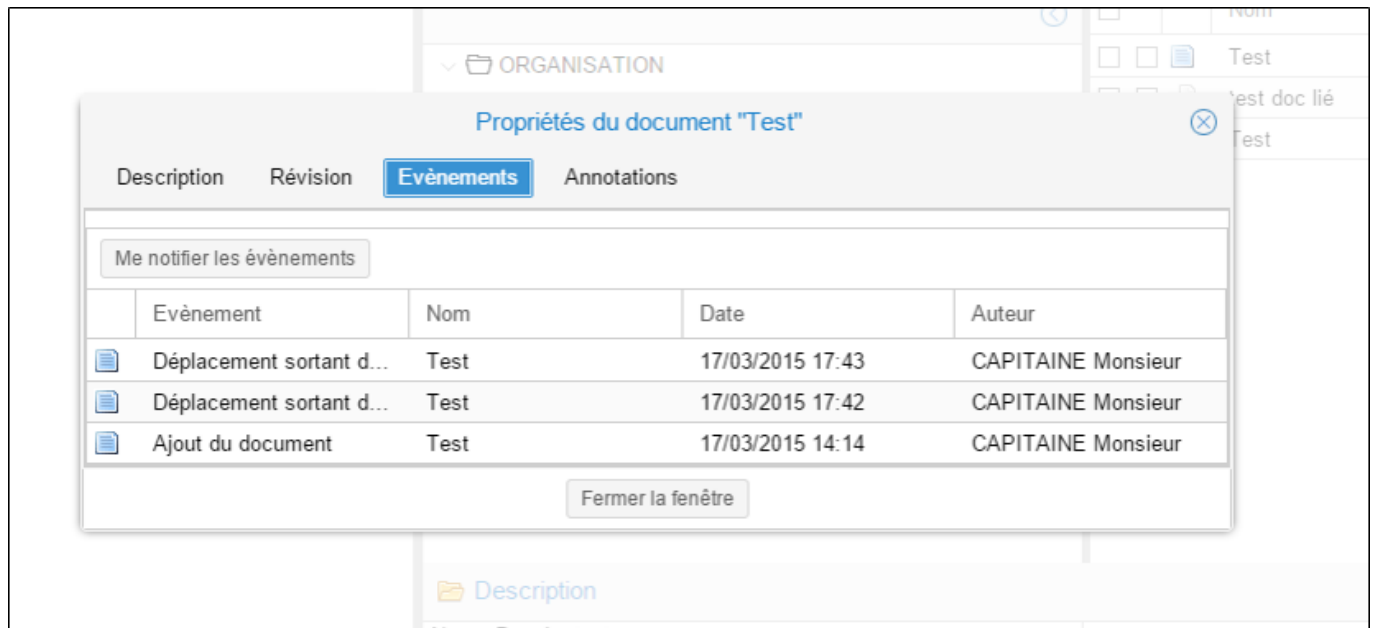 Nom
ORGANISATION
Test
test doc lié
Test
Propriétés du document "Test"
Description Révision Evènements Annotations
Me notifier les évènements
Evènement Nom Date Auteur
Déplacement sortant d... Test 17/03/2015 17:43 CAPITAINE Monsieur
Déplacement sortant d... Test 17/03/2015 17:42 CAPITAINE Monsieur
Ajout du document Test 17/03/2015 14:14 CAPITAINE Monsieur
Fermer la fenêtre
Description